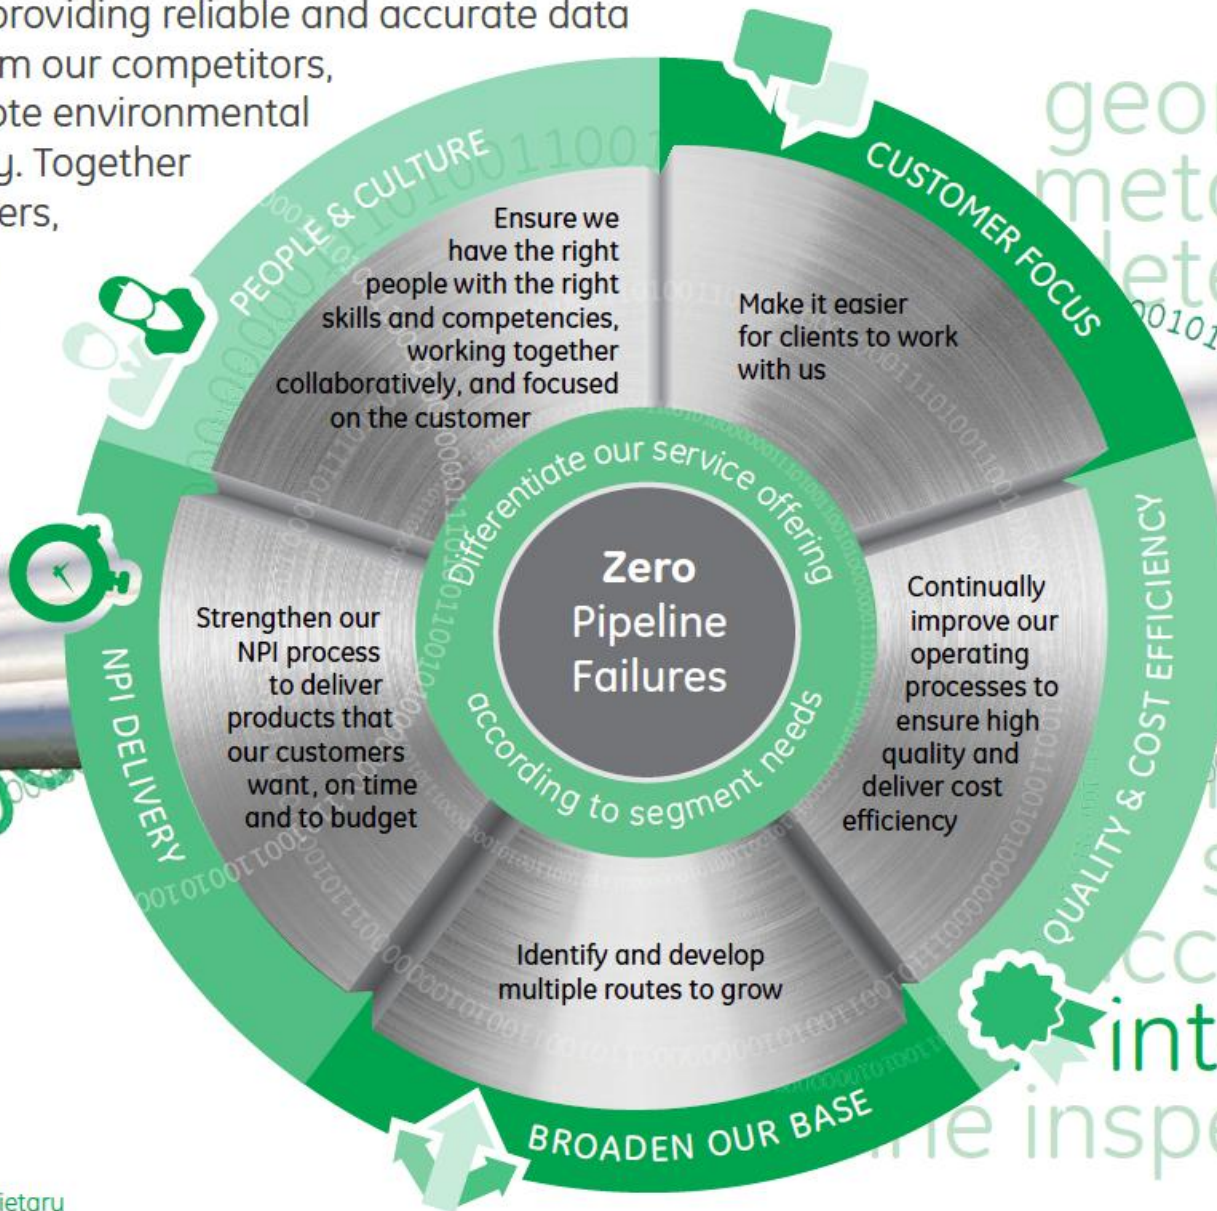 providing reliable and accurate data
m our competitors,
ote environmental
y. Together
ers,
PEOPLE & CULTURE
Ensure we
have the right
people with the right
skills and competencies,
working together
collaboratively, and focused
on the customer
CUSTOMER FOCUS
Make it easier
for clients to work
with us
QUALITY & COST EFFICIENCY
Continually
improve our
operating
processes to
ensure high
quality and
deliver cost
efficiency
BROADEN OUR BASE
Identify and develop
multiple routes to grow
NPI DELIVERY
Strengthen our
NPI process
to deliver
products that
our customers
want, on time
and to budget
Differentiate our service offering
according to segment needs
Zero
Pipeline
Failures
geo
met
ete
int
ne inspe